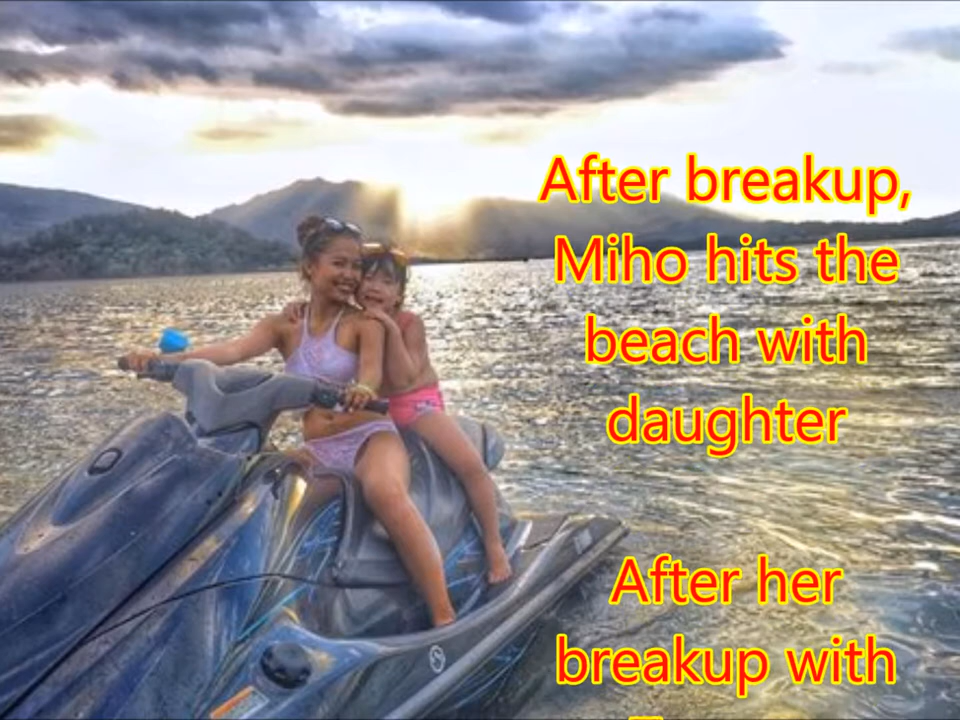 After breakup,
Miho hits the
beach with
daughter
After her
breakup with